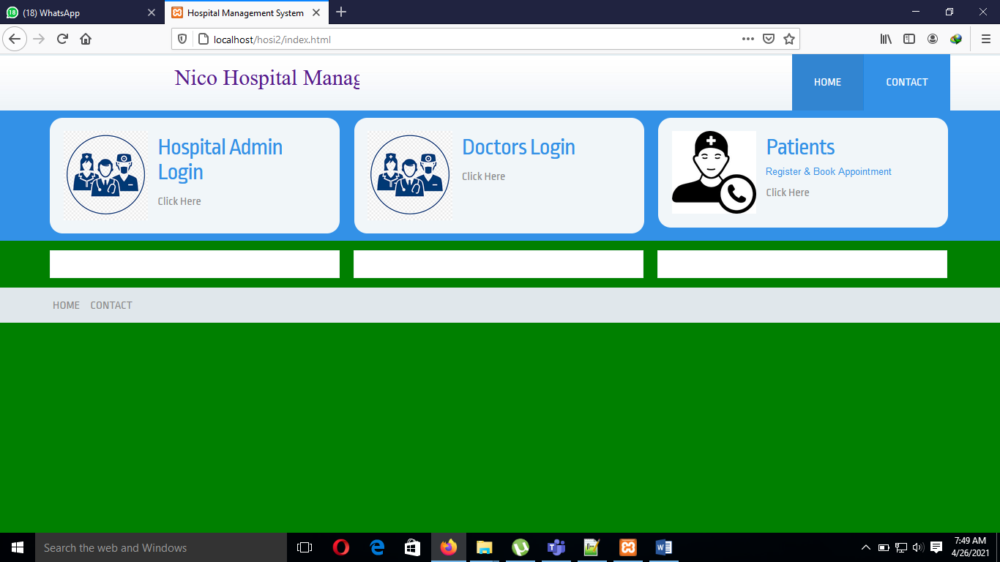 18
(18) WhatsApp
Hospital Management System
localhost/hosi2/index.html
Nico Hospital Manag
HOME
CONTACT
Hospital Admin
Login
Click Here
Doctors Login
Click Here
Patients
Register & Book Appointment
Click Here
HOME
CONTACT
Search the web and Windows
7:49 AM
4/26/2021